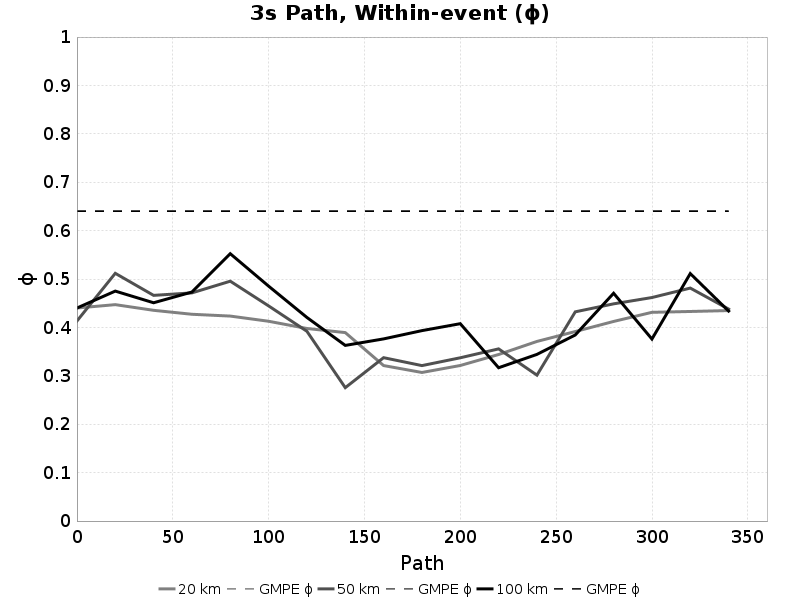 3s Path, Within-event (ϕ)
1
0.9
0.8
0.7
0.6
0.5
0.4
0.3
0.2
0.1
0
ϕ
0 50 100 150 200 250 300 350
Path
20 km GMPE ϕ 50 km GMPE ϕ 100 km GMPE ϕ